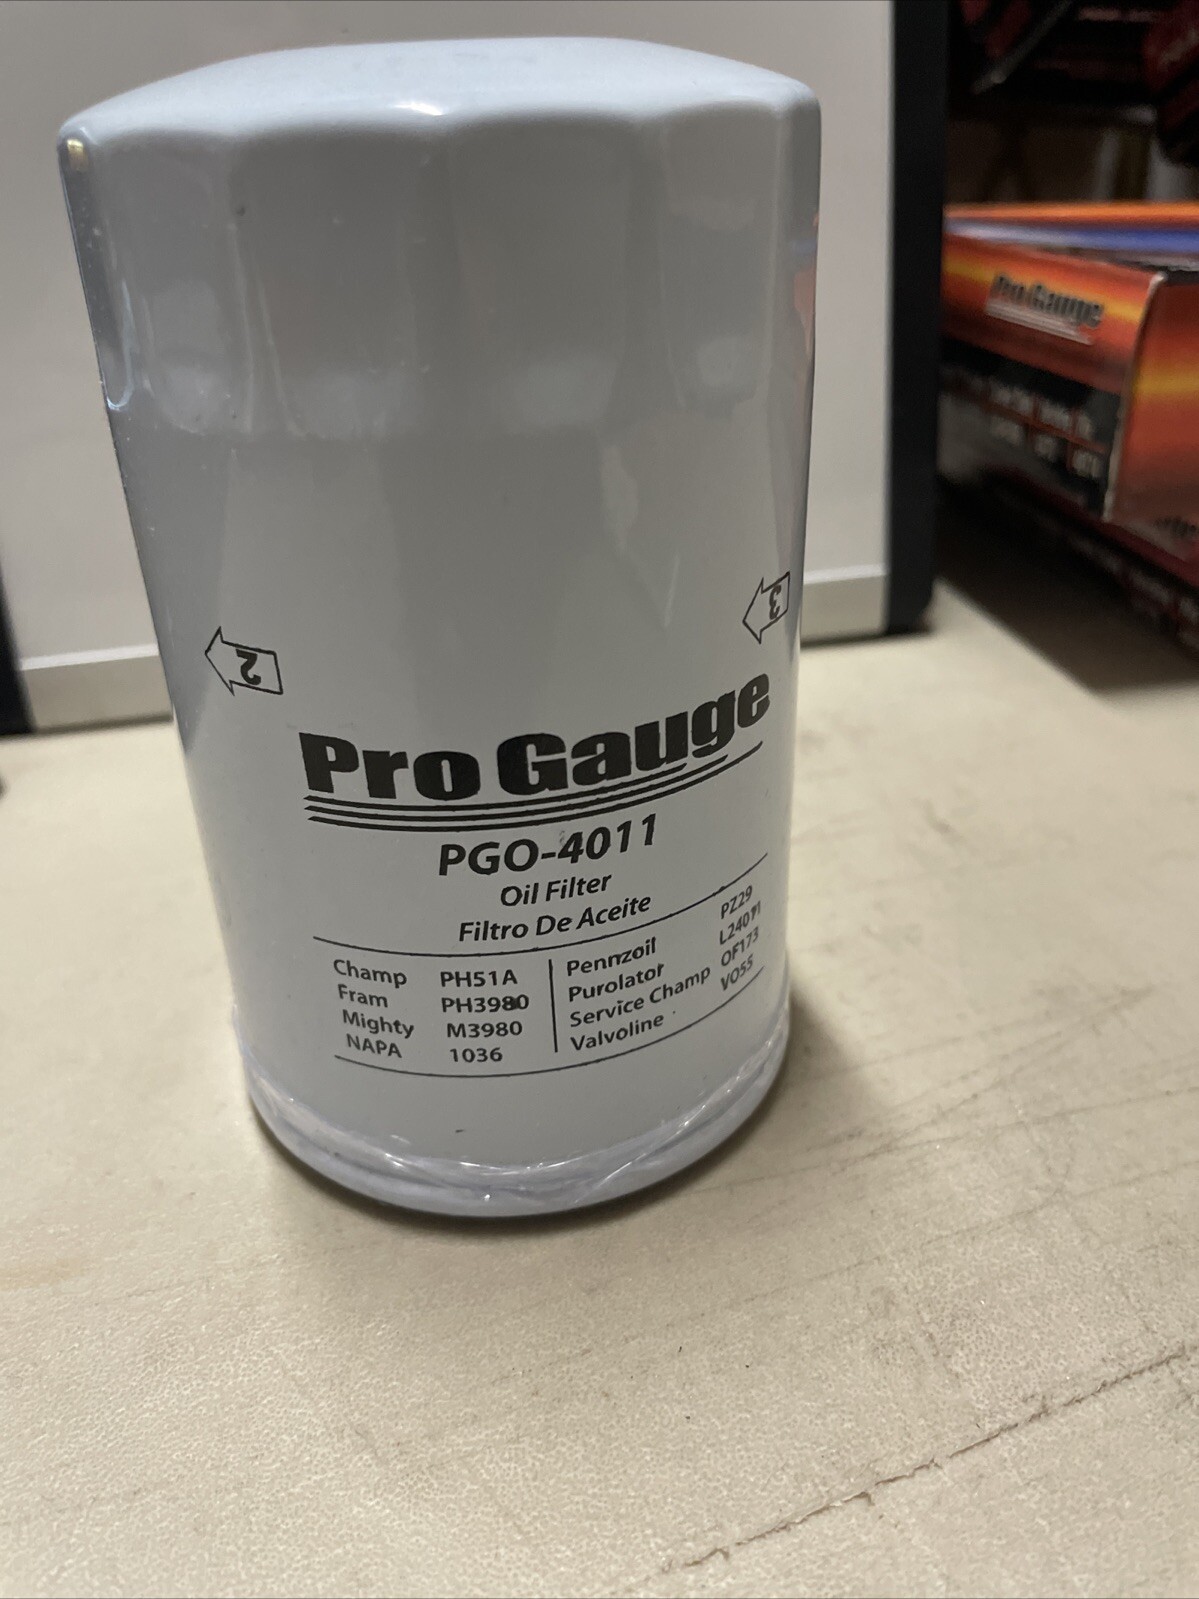 2
3
Pro Gauge
PGO-4011
Oil Filter
Filtro De Aceite
Champ PH51A
Fram PH3980
Mighty M3980
NAPA 1036
Pennzoil PZ29
Purolator L24011
Service Champ OF173
Valvoline VO55
Pro Gauge